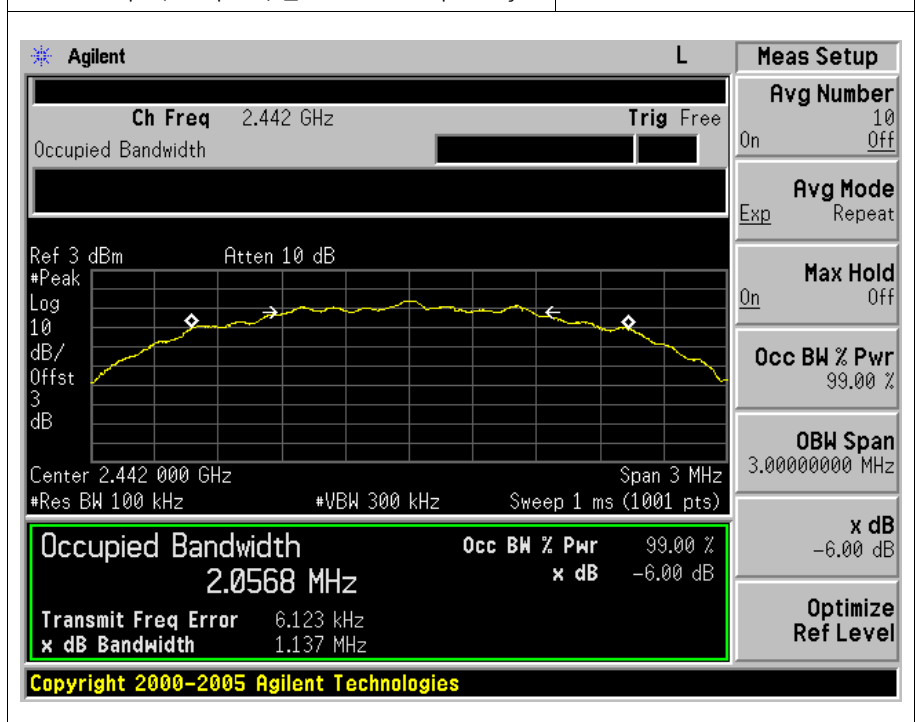 Agilent L
Ch Freq 2.442 GHz Trig Free
Occupied Bandwidth
Ref 3 dBm Atten 10 dB
#Peak
Log
10
dB/
Offst
3
dB
Center 2.442 000 GHz Span 3 MHz
#Res BW 100 kHz #VBW 300 kHz Sweep 1 ms (1001 pts)
Occupied Bandwidth Occ BW % Pwr 99.00 %
2.0568 MHz x dB -6.00 dB
Transmit Freq Error 6.123 kHz
x dB Bandwidth 1.137 MHz
Copyright 2000-2005 Agilent Technologies
Meas Setup
Avg Number
10
On Off
Avg Mode
Exp Repeat
Max Hold
On Off
Occ BW % Pwr
99.00 %
OBW Span
3.00000000 MHz
x dB
-6.00 dB
Optimize
Ref Level